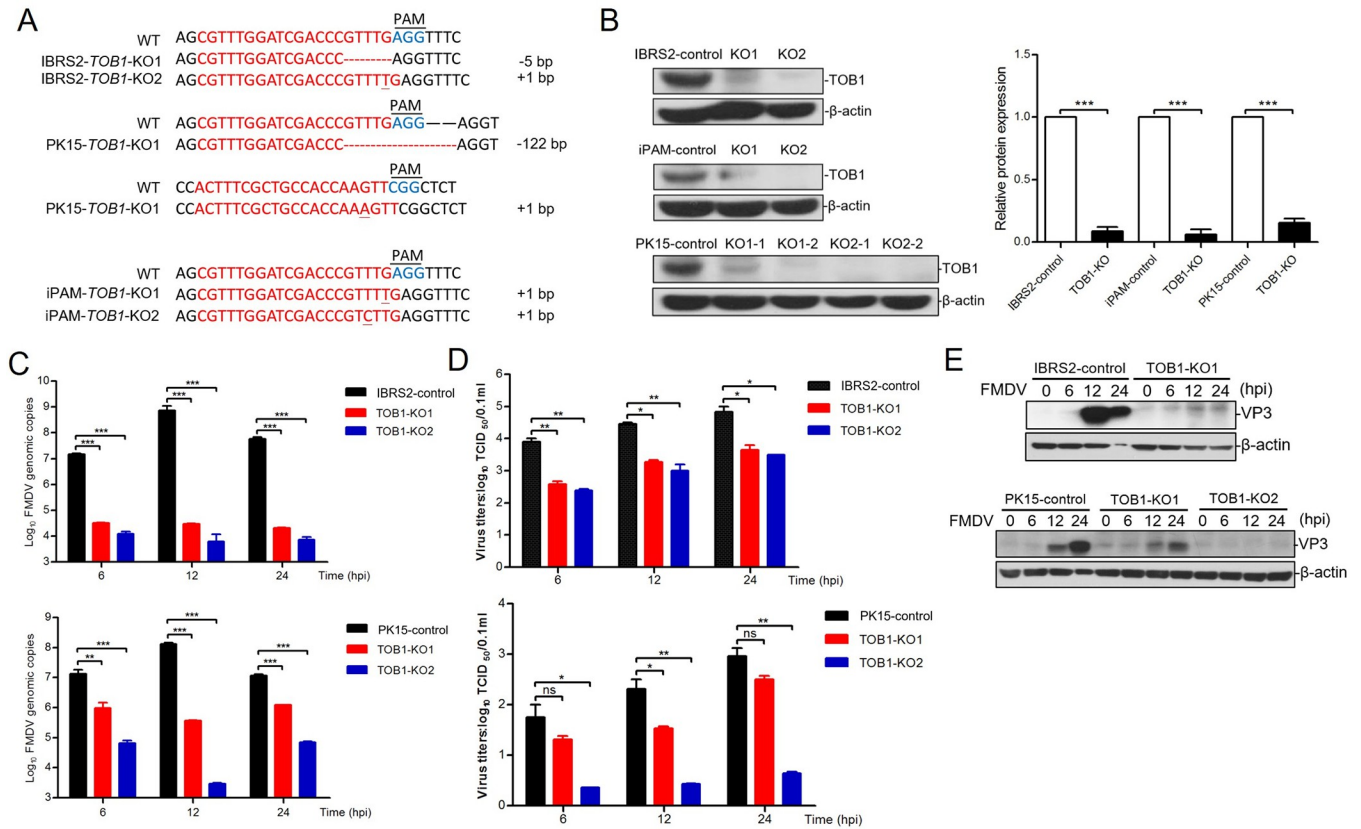 A
PAM
WT AGCGTTTGGATCGACCCGTTTGAGGTTTC
IBRS2-TOB1-KO1 AGCGTTTGGATCGACCC---------AGGTTTC -5 bp
IBRS2-TOB1-KO2 AGCGTTTGGATCGACCCGTTTTGAGGTTTC +1 bp
PAM
WT AGCGTTTGGATCGACCCGTTTGAGG——AGGT
PK15-TOB1-KO1 AGCGTTTGGATCGACCC--------------------AGGT -122 bp
PAM
WT CCACTTTCGCTGCCACCAAGTTCGGCTCT
PK15-TOB1-KO1 CCACTTTCGCTGCCACCAAAGTTCGGCTCT +1 bp
PAM
WT AGCGTTTGGATCGACCCGTTTGAGGTTTC
iPAM-TOB1-KO1 AGCGTTTGGATCGACCCGTTTTGAGGTTTC +1 bp
iPAM-TOB1-KO2 AGCGTTTGGATCGACCCGTCTTGAGGTTTC +1 bp
B
IBRS2-control KO1 KO2
-TOB1
-β-actin
iPAM-control KO1 KO2
-TOB1
-β-actin
PK15-control KO1-1 KO1-2 KO2-1 KO2-2
-TOB1
-β-actin
Relative protein expression
1.5
1.0
0.5
0.0
*** *** ***
IBRS2-control TOB1-KO iPAM-control TOB1-KO PK15-control TOB1-KO
C
Log10 FMDV genomic copies
10
9
8
7
6
5
4
3
*** *** *** *** *** ***
IBRS2-control
TOB1-KO1
TOB1-KO2
6 12 24 Time (hpi)
Log10 FMDV genomic copies
9
8
7
6
5
4
3
*** ** *** *** *** ***
PK15-control
TOB1-KO1
TOB1-KO2
6 12 24 Time (hpi)
D
Virus titers:log10 TCID 50/0.1ml
6
5
4
3
2
1
0
** ** ** * * *
IBRS2-control
TOB1-KO1
TOB1-KO2
6 12 24 Time (hpi)
Virus titers:log10 TCID 50/0.1ml
4
3
2
1
0
* ns ** * ** ns
PK15-control
TOB1-KO1
TOB1-KO2
6 12 24 Time (hpi)
E
IBRS2-control TOB1-KO1
FMDV 0 6 12 24 0 6 12 24 (hpi)
-VP3
-β-actin
PK15-control TOB1-KO1 TOB1-KO2
FMDV 0 6 12 24 0 6 12 24 0 6 12 24 (hpi)
-VP3
-β-actin